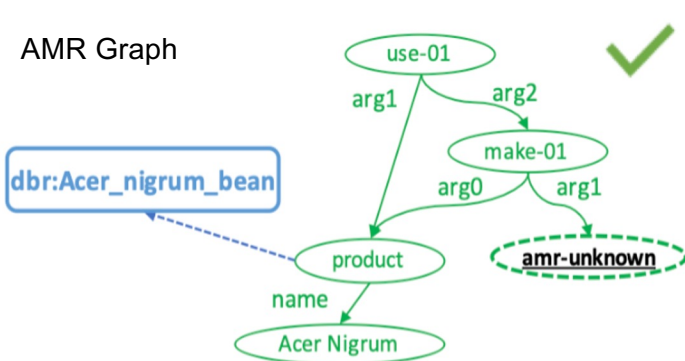 AMR Graph
use-01
arg1
arg2
make-01
dbr:Acer_nigrum_bean
arg0
arg1
product
amr-unknown
name
Acer Nigrum